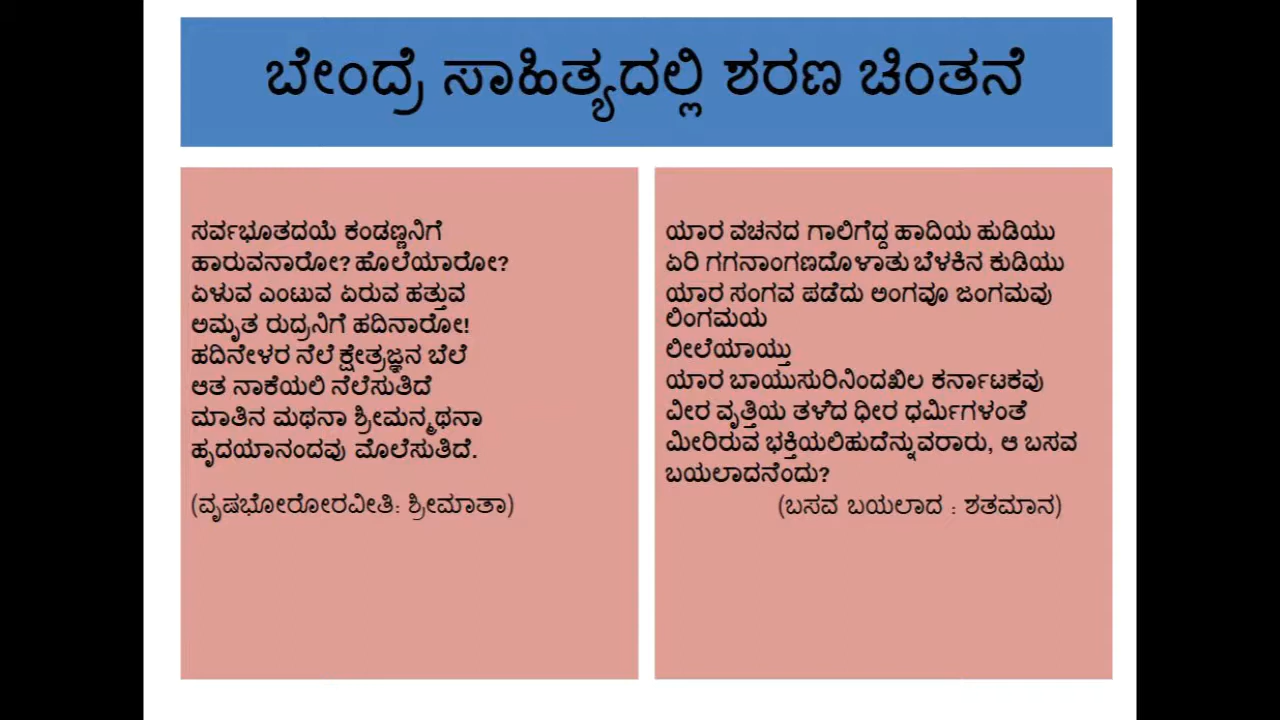 ಬೇಂದ್ರೆ ಸಾಹಿತ್ಯದಲ್ಲಿ ಶರಣ ಚಿಂತನೆ
ಸರ್ವಭೂತದಯೆ ಕಂಡಣ್ಣನಿಗೆ
ಹಾರುವನಾರೋ? ಹೊಲೆಯಾರೋ?
ಏಳುವ ಎಂಟುವ ಏರುವ ಹತ್ತುವ
ಅಮೃತ ರುದ್ರನಿಗೆ ಹದಿನಾರೋ!
ಹದಿನೇಳರ ನೆಲೆ ಕ್ಷೇತ್ರಜ್ಞನ ಬೆಲೆ
ಆತ ನಾಕೆಯಲಿ ನೆಲೆಸುತಿದೆ
ಮಾತಿನ ಮಥನಾ ಶ್ರೀಮನ್ಮಥನಾ
ಹೃದಯಾನಂದವು ಮೊಲೆಸುತಿದೆ.
(ವೃಷಭೋರೋರವೀತಿ: ಶ್ರೀಮಾತಾ)
ಯಾರ ವಚನದ ಗಾಲಿಗೆದ್ದ ಹಾದಿಯ ಹುಡಿಯು
ಏರಿ ಗಗನಾಂಗಣದೊಳಾತು ಬೆಳಕಿನ ಕುಡಿಯು
ಯಾರ ಸಂಗವ ಪಡೆದು ಅಂಗವೂ ಜಂಗಮವು
ಲಿಂಗಮಯ
ಲೀಲೆಯಾಯ್ತು
ಯಾರ ಬಾಯುಸುರಿನಿಂದಖಿಲ ಕರ್ನಾಟಕವು
ವೀರ ವೃತ್ತಿಯ ತಳೆದ ಧೀರ ಧರ್ಮಿಗಳಂತೆ
ಮೀರಿರುವ ಭಕ್ತಿಯಲಿಹುದೆನ್ನುವರಾರು, ಆ ಬಸವ
ಬಯಲಾದನೆಂದು?
(ಬಸವ ಬಯಲಾದ : ಶತಮಾನ)